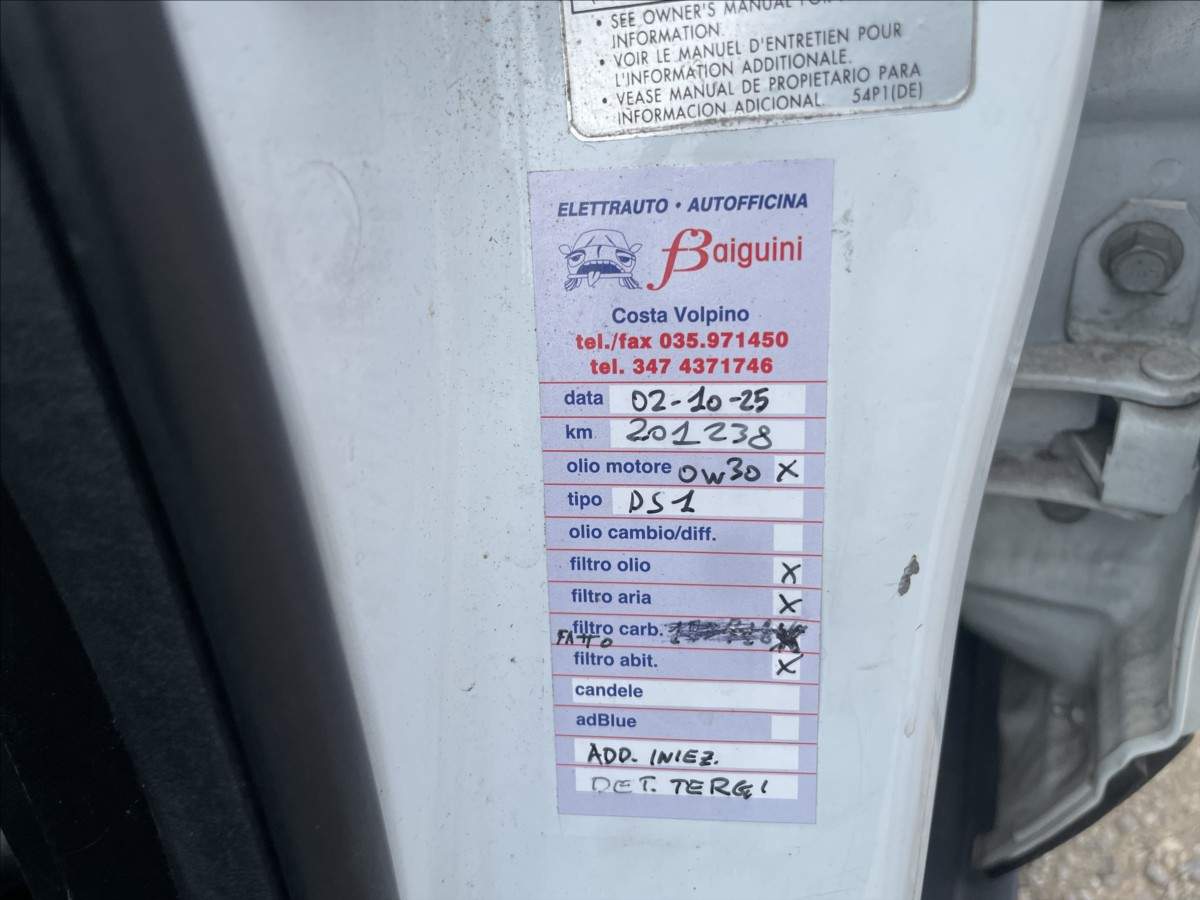 • SEE OWNER'S MANUAL FOR
INFORMATION.
• VOIR LE MANUEL D'ENTRETIEN POUR
L'INFORMATION ADDITIONALE.
• VEASE MANUAL DE PROPIETARIO PARA
INFORMACION ADICIONAL. 54P1(DE)
ELETTRAUTO • AUTOFFICINA
Baiguini
Costa Volpino
tel./fax 035.971450
tel. 347 4371746
data 02-10-25
km 201238
olio motore 0W30 X
tipo DS1
olio cambio/diff.
filtro olio X
filtro aria X
filtro carb. X
FATTO
filtro abit. X
candele
adBlue
ADD. INIEZ.
DET. TERGI